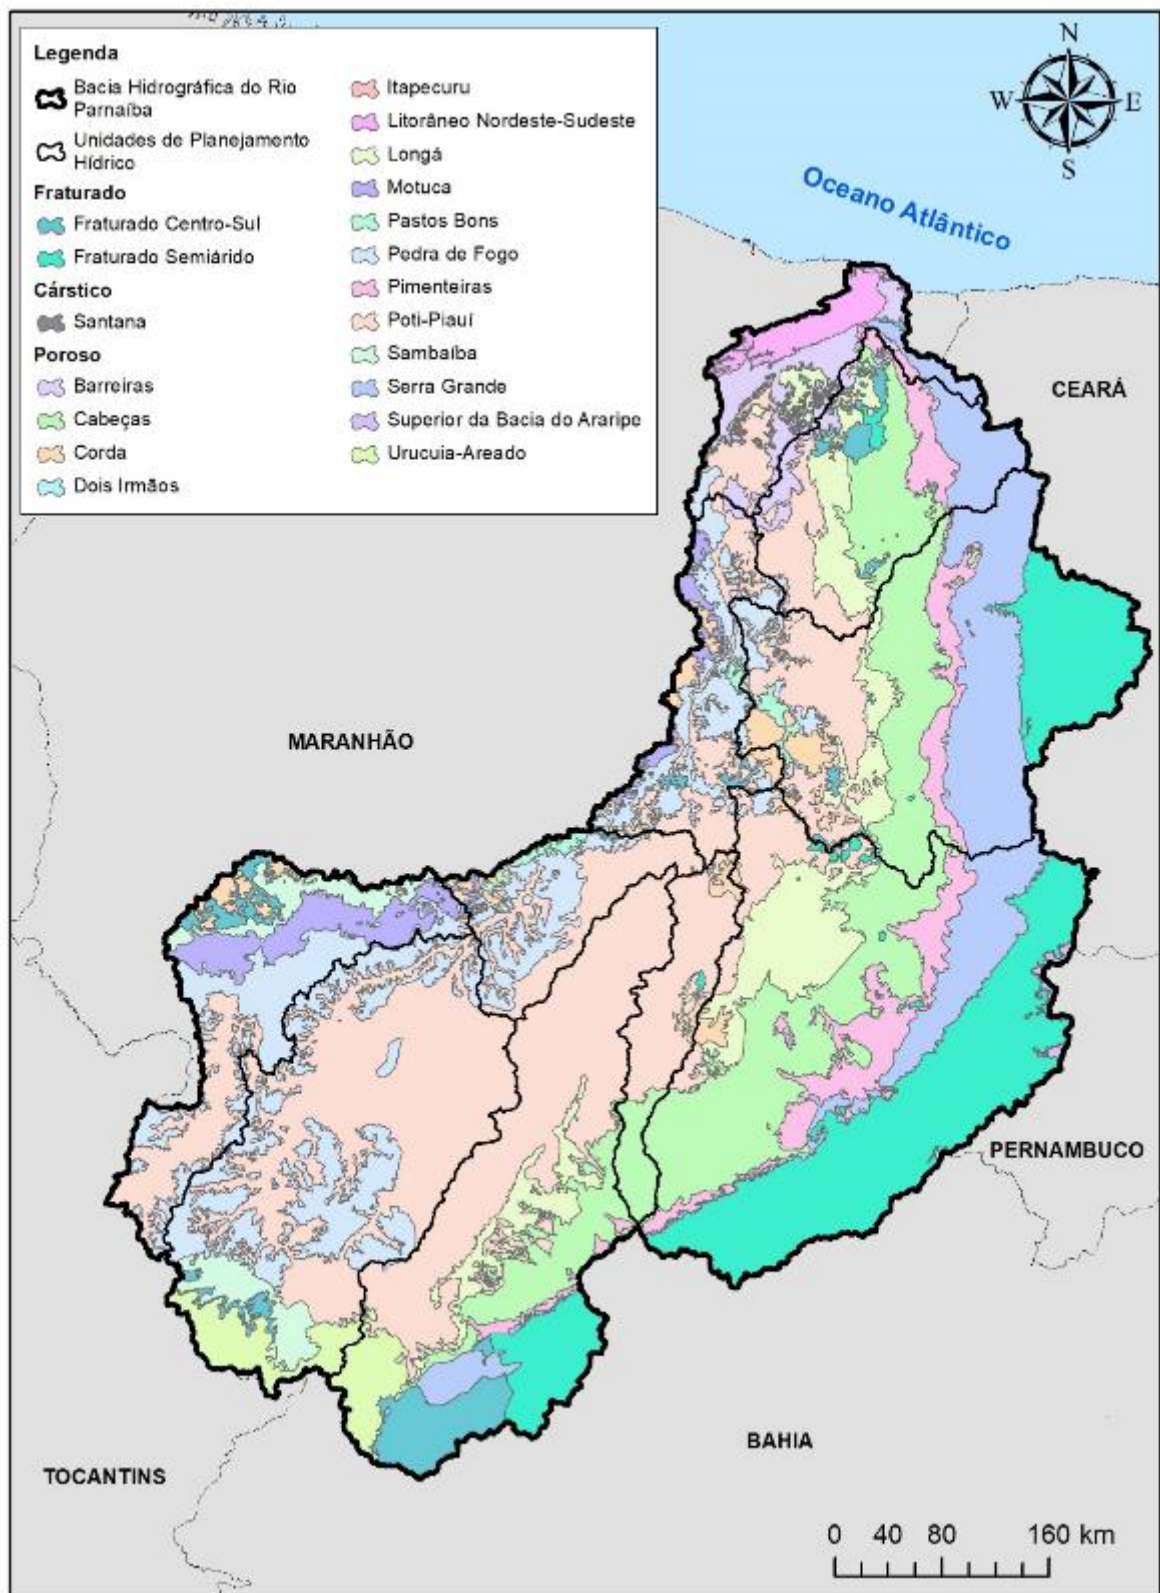 Legenda
Bacia Hidrográfica do Rio
Parnaíba
Unidades de Planejamento
Hídrico
Fraturado
Fraturado Centro-Sul
Fraturado Semiárido
Cárstico
Santana
Poroso
Barreiras
Cabeças
Corda
Dois Irmãos
Itapecuru
Litorâneo Nordeste-Sudeste
Longá
Motuca
Pastos Bons
Pedra de Fogo
Pimenteiras
Poti-Piauí
Sambaíba
Serra Grande
Superior da Bacia do Araripe
Urucuia-Areado
N
W
E
S
Oceano Atlântico
CEARÁ
MARANHÃO
PERNAMBUCO
BAHIA
TOCANTINS
0 40 80 160 km